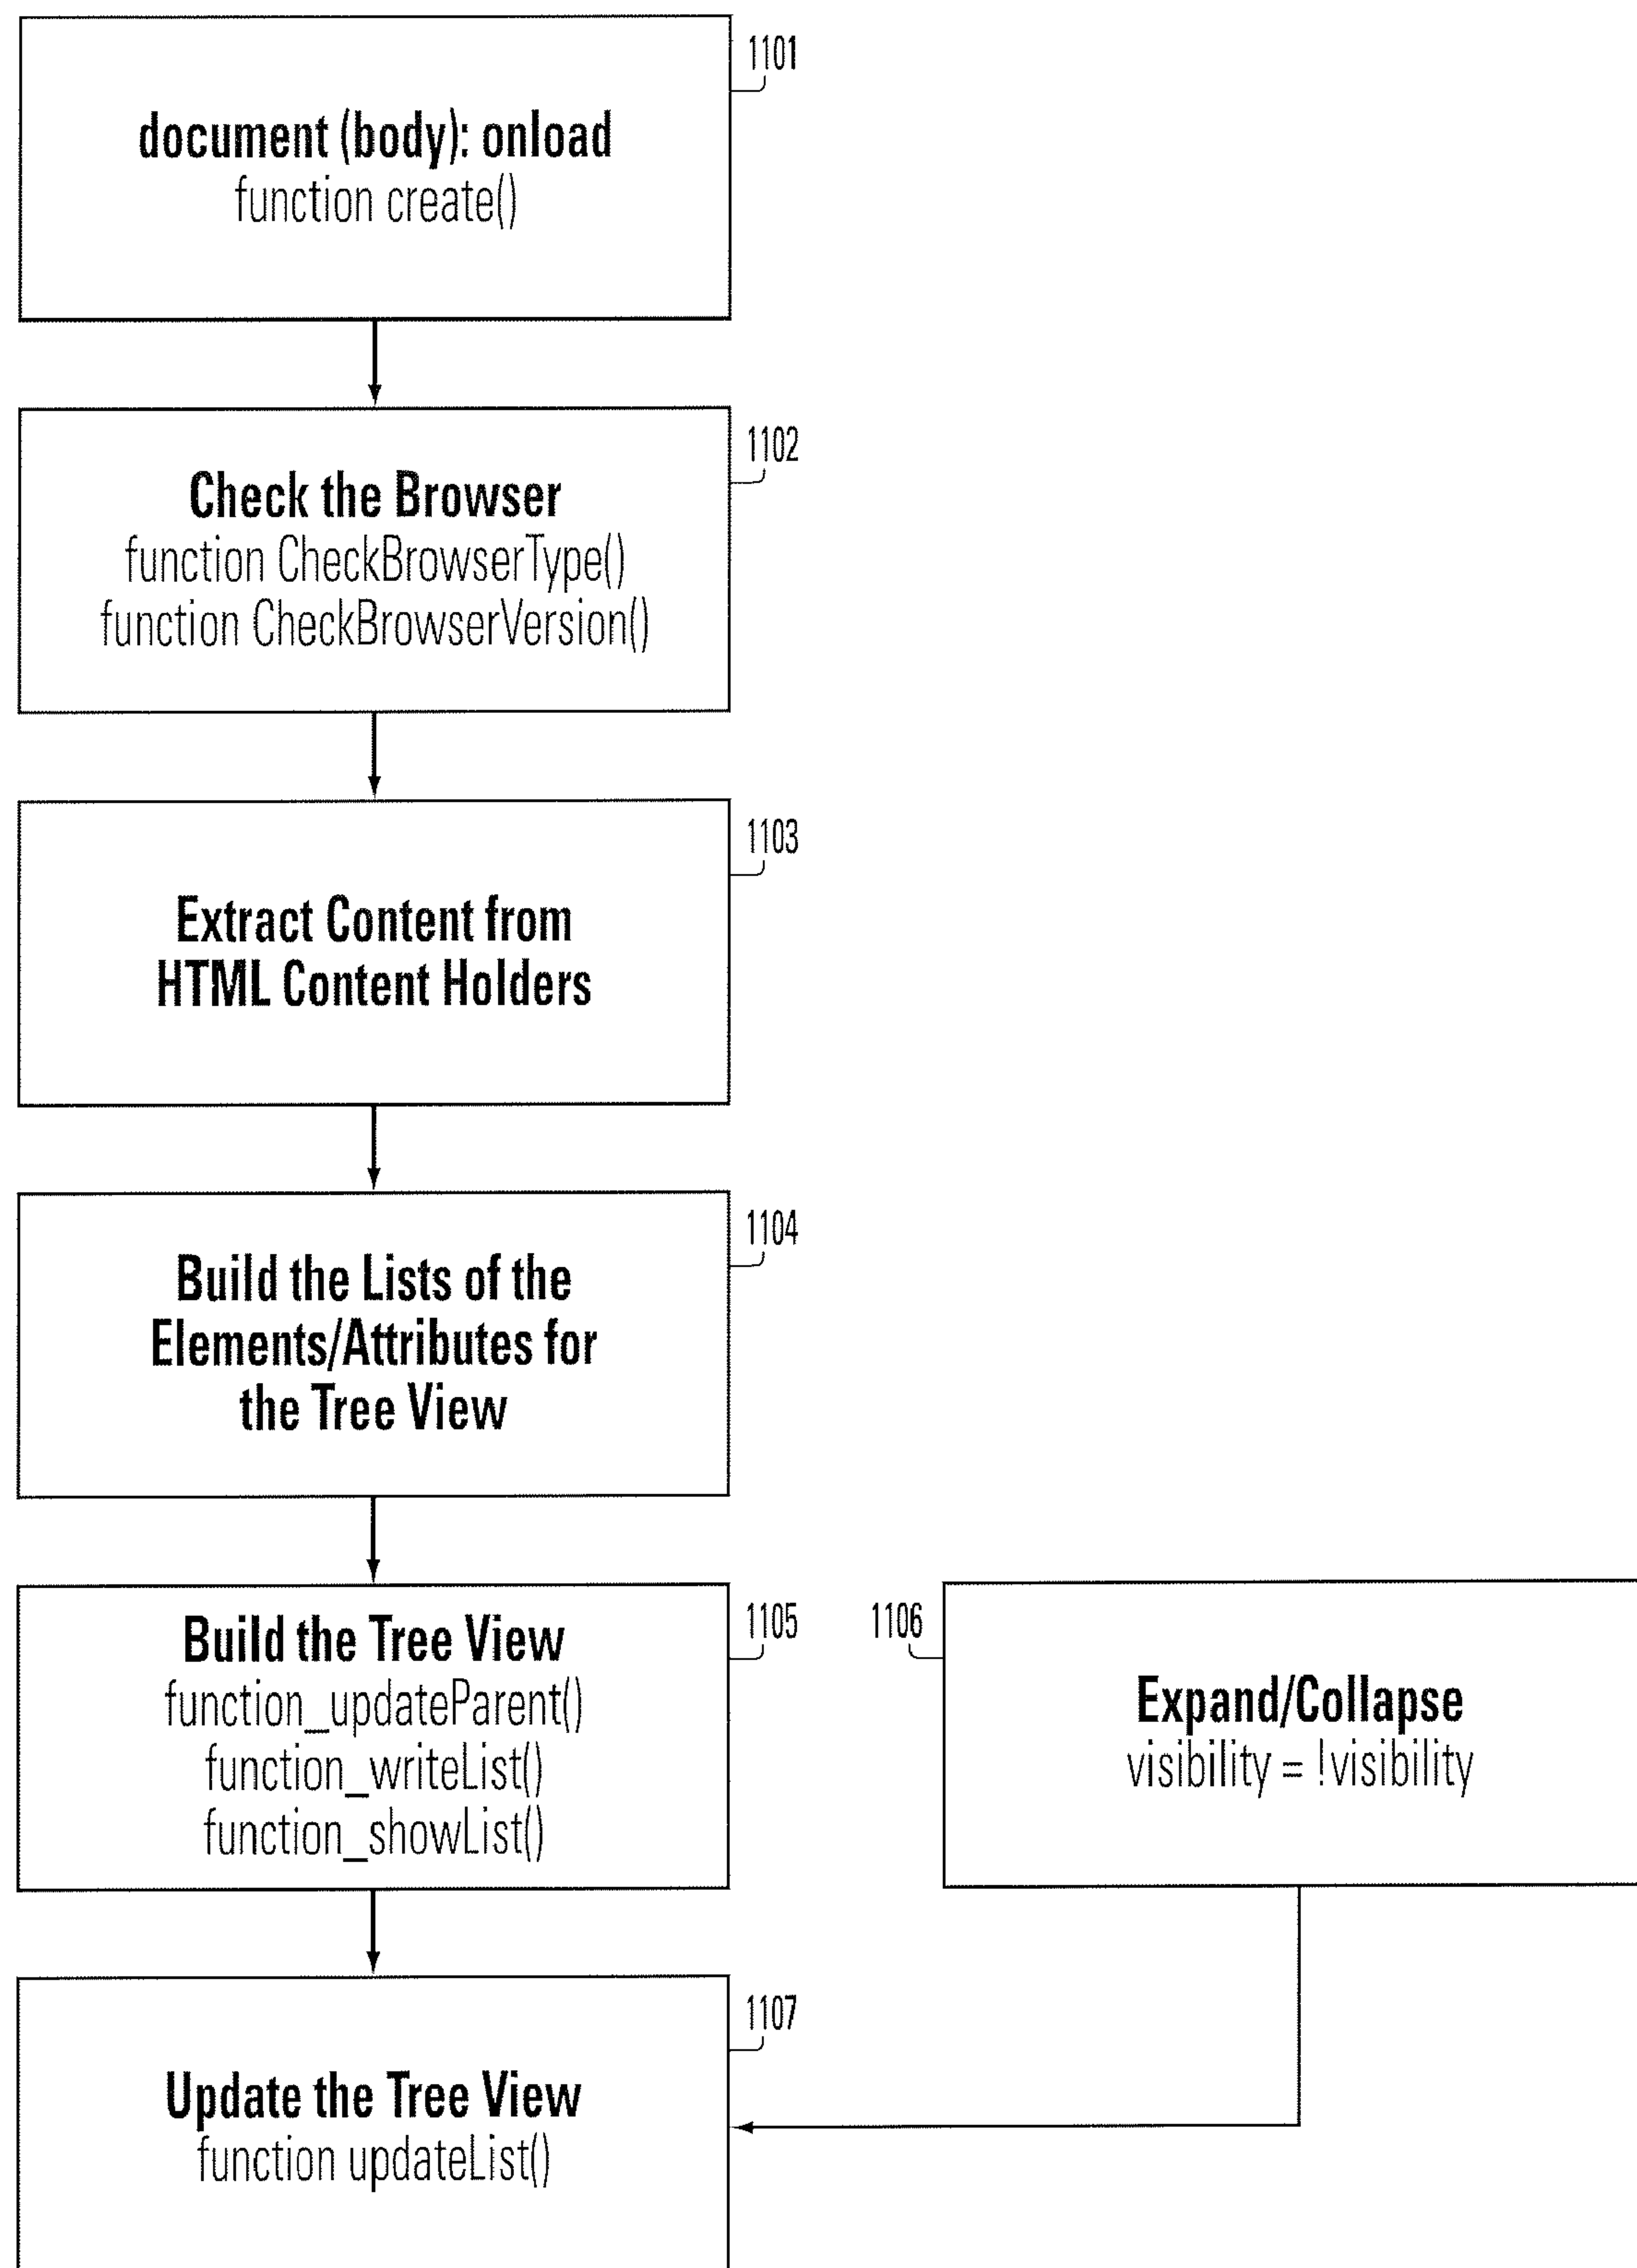 1101
document (body): onload
function create()
1102
Check the Browser
function CheckBrowserType()
function CheckBrowserVersion()
1103
Extract Content from
HTML Content Holders
1104
Build the Lists of the
Elements/Attributes for
the Tree View
1105
Build the Tree View
function_updateParent()
function_writeList()
function_showList()
1106
Expand/Collapse
visibility = !visibility
1107
Update the Tree View
function updateList()